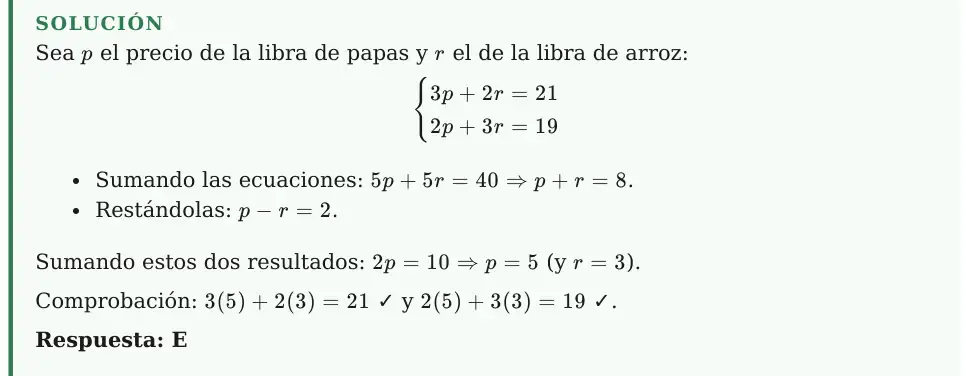 SOLUCIÓN
Sea p el precio de la libra de papas y r el de la libra de arroz:
3p + 2r = 21
2p + 3r = 19
• Sumando las ecuaciones: 5p + 5r = 40 ⇒ p + r = 8.
• Restándolas: p − r = 2.
Sumando estos dos resultados: 2p = 10 ⇒ p = 5 (y r = 3).
Comprobación: 3(5) + 2(3) = 21 ✓ y 2(5) + 3(3) = 19 ✓.
Respuesta: E